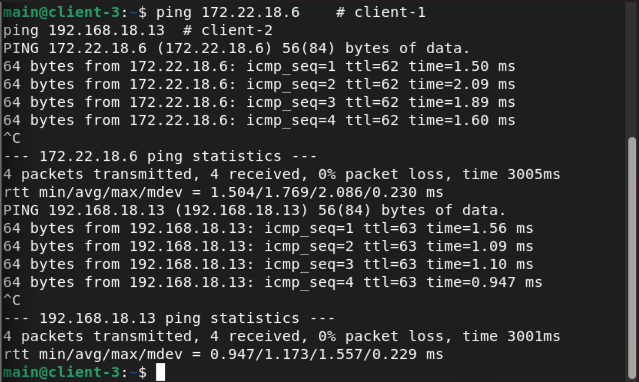 main@client-3:~$ ping 172.22.18.6    # client-1
ping 192.168.18.13  # client-2
PING 172.22.18.6 (172.22.18.6) 56(84) bytes of data.
64 bytes from 172.22.18.6: icmp_seq=1 ttl=62 time=1.50 ms
64 bytes from 172.22.18.6: icmp_seq=2 ttl=62 time=2.09 ms
64 bytes from 172.22.18.6: icmp_seq=3 ttl=62 time=1.89 ms
64 bytes from 172.22.18.6: icmp_seq=4 ttl=62 time=1.60 ms
^C
--- 172.22.18.6 ping statistics ---
4 packets transmitted, 4 received, 0% packet loss, time 3005ms
rtt min/avg/max/mdev = 1.504/1.769/2.086/0.230 ms
PING 192.168.18.13 (192.168.18.13) 56(84) bytes of data.
64 bytes from 192.168.18.13: icmp_seq=1 ttl=63 time=1.56 ms
64 bytes from 192.168.18.13: icmp_seq=2 ttl=63 time=1.09 ms
64 bytes from 192.168.18.13: icmp_seq=3 ttl=63 time=1.10 ms
64 bytes from 192.168.18.13: icmp_seq=4 ttl=63 time=0.947 ms
^C
--- 192.168.18.13 ping statistics ---
4 packets transmitted, 4 received, 0% packet loss, time 3001ms
rtt min/avg/max/mdev = 0.947/1.173/1.557/0.229 ms
main@client-3:~$